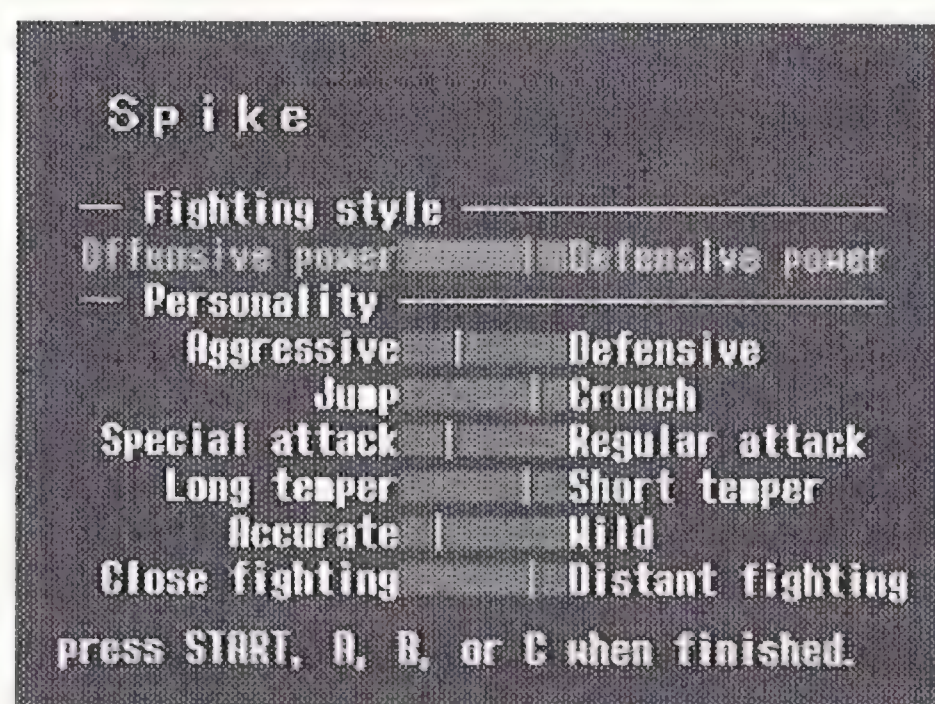 Spike
Fighting style
Offensive power Defensive power
Personality
Aggressive Defensive
Jump Crouch
Special attack Regular attack
Long temper Short temper
Accurate Wild
Close fighting Distant fighting
press START, A, B, or C when finished.